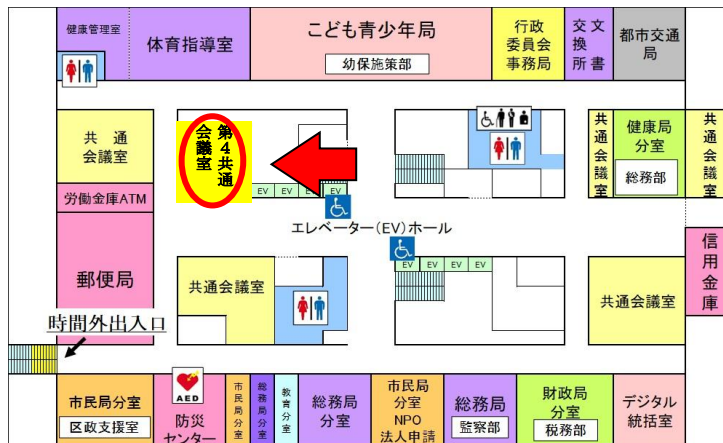 健康管理室
体育指導室
こども青少年局
幼保施策部
行政
委員会
事務局
文書
交換所
都市交通
局
共通
会議室
第4共通
会議室
共通会議室
健康局
分室
総務部
共通会議室
労働金庫ATM
EV EV EV EV
エレベーター(EV)ホール
郵便局
共通会議室
EV EV EV EV
共通会議室
信用金庫
時間外出入口
市民局分室
区政支援室
AED
防災
センター
市民局分室
総務局分室
教育分室
総務局
分室
市民局
分室
NPO
法人申請
総務局
監察部
財政局
分室
税務部
デジタル
統括室